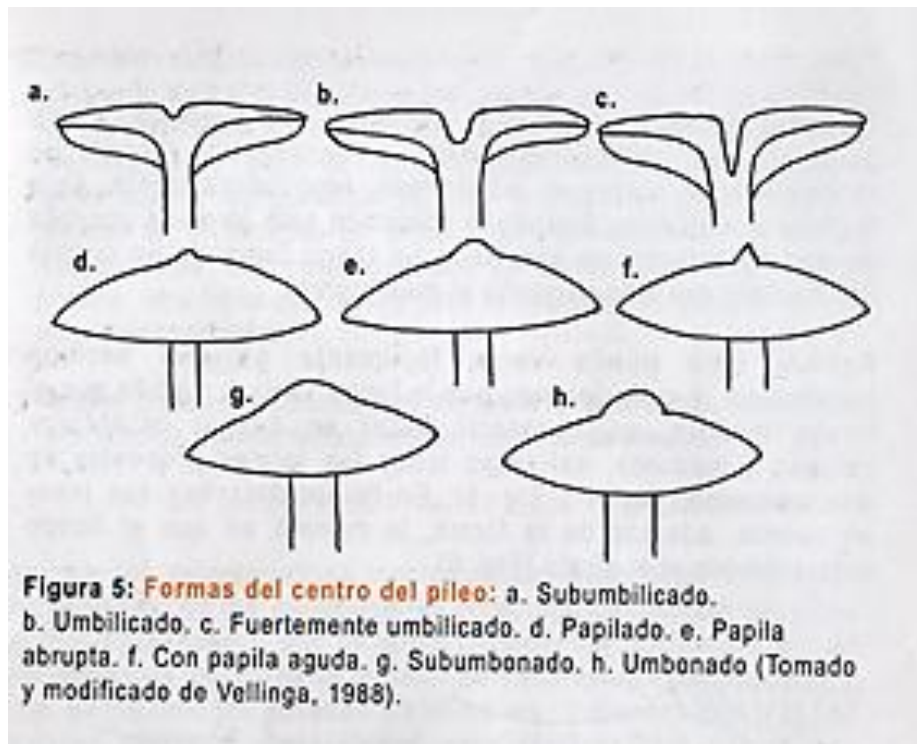 a. b. c.
d. e. f.
g. h.
Figura 5: Formas del centro del píleo: a. Subumbilicado.
b. Umbilicado. c. Fuertemente umbilicado. d. Papilado. e. Papila
abrupta. f. Con papila aguda. g. Subumbonado. h. Umbonado (Tomado
y modificado de Vellinga, 1988).